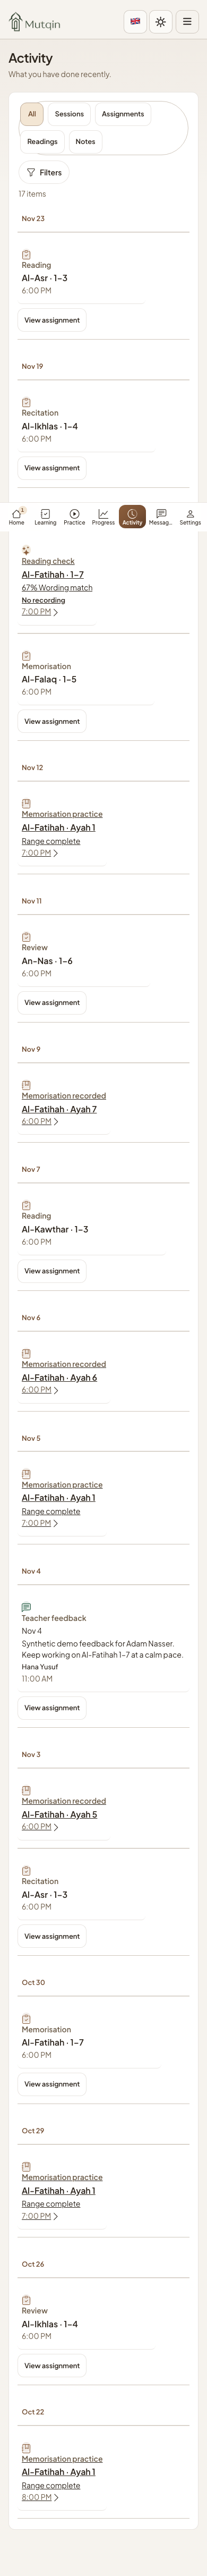 Mutqin
Activity
What you have done recently.
All
Sessions
Assignments
Readings
Notes
Filters
17 items
Nov 23
Reading
Al-Asr · 1–3
6:00 PM
View assignment
Nov 19
Recitation
Al-Ikhlas · 1–4
6:00 PM
View assignment
1
Home
Learning
Practice
Progress
Activity
Messag…
Settings
Reading check
Al-Fatihah · 1–7
67% Wording match
No recording
7:00 PM
Memorisation
Al-Falaq · 1–5
6:00 PM
View assignment
Nov 12
Memorisation practice
Al-Fatihah · Ayah 1
Range complete
7:00 PM
Nov 11
Review
An-Nas · 1–6
6:00 PM
View assignment
Nov 9
Memorisation recorded
Al-Fatihah · Ayah 7
6:00 PM
Nov 7
Reading
Al-Kawthar · 1–3
6:00 PM
View assignment
Nov 6
Memorisation recorded
Al-Fatihah · Ayah 6
6:00 PM
Nov 5
Memorisation practice
Al-Fatihah · Ayah 1
Range complete
7:00 PM
Nov 4
Teacher feedback
Nov 4
Synthetic demo feedback for Adam Nasser.
Keep working on Al-Fatihah 1–7 at a calm pace.
Hana Yusuf
11:00 AM
View assignment
Nov 3
Memorisation recorded
Al-Fatihah · Ayah 5
6:00 PM
Recitation
Al-Asr · 1–3
6:00 PM
View assignment
Oct 30
Memorisation
Al-Fatihah · 1–7
6:00 PM
View assignment
Oct 29
Memorisation practice
Al-Fatihah · Ayah 1
Range complete
7:00 PM
Oct 26
Review
Al-Ikhlas · 1–4
6:00 PM
View assignment
Oct 22
Memorisation practice
Al-Fatihah · Ayah 1
Range complete
8:00 PM